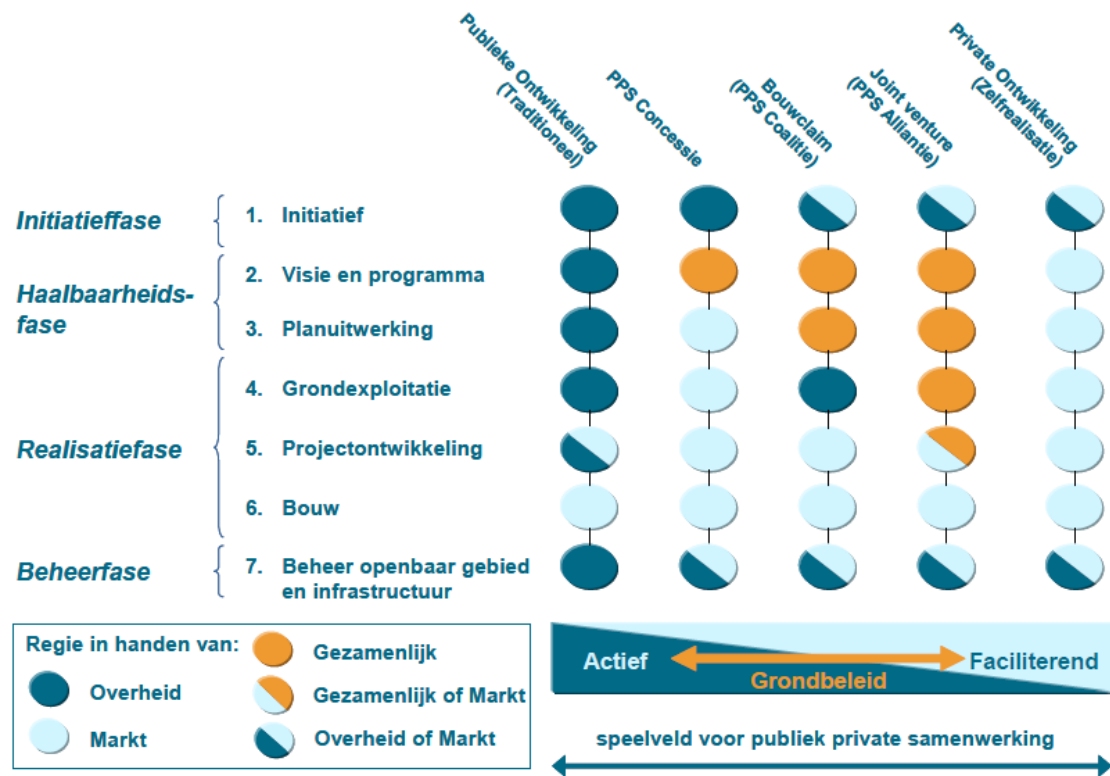 Publieke Ontwikkeling
(Traditioneel)
PPS Concessie
Bouwclaim
(PPS Coalitie)
Joint venture
(PPS Alliantie)
Private Ontwikkeling
(Zelfrealisatie)
Initiatieffase
1. Initiatief
Haalbaarheids-
fase
2. Visie en programma
3. Planuitwerking
Realisatiefase
4. Grondexploitatie
5. Projectontwikkeling
6. Bouw
Beheerfase
7. Beheer openbaar gebied
en infrastructuur
Regie in handen van:
Overheid
Markt
Gezamenlijk
Gezamenlijk of Markt
Overheid of Markt
Actief
Faciliterend
Grondbeleid
speelveld voor publiek private samenwerking